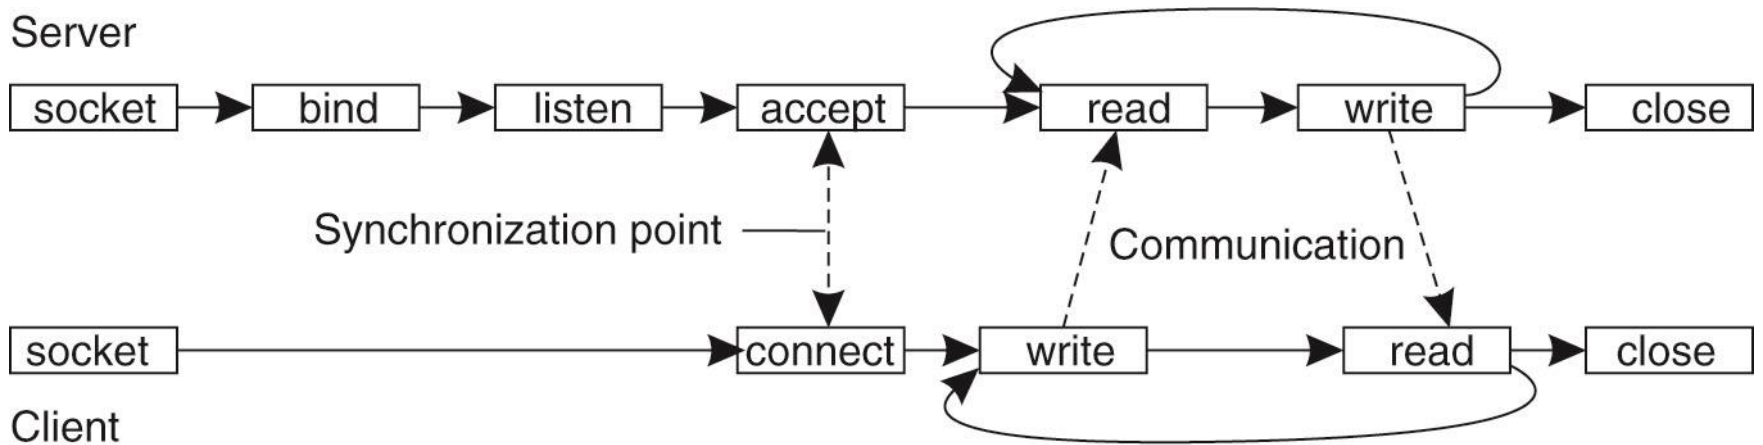 Server
socket bind listen accept read write close
Synchronization point
Communication
socket connect write read close
Client